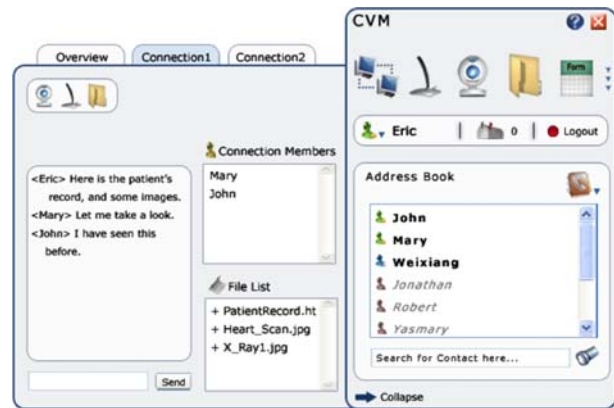 Overview
Connection1
Connection2
Connection Members
Mary
John
<Eric> Here is the patient's
record, and some images.
<Mary> Let me take a look.
<John> I have seen this
before.
File List
+ PatientRecord.ht
+ Heart_Scan.jpg
+ X_Ray1.jpg
Send
CVM
?
Form
Eric
0
Logout
Address Book
John
Mary
Weixiang
Jonathan
Robert
Yasmary
Search for Contact here...
Collapse